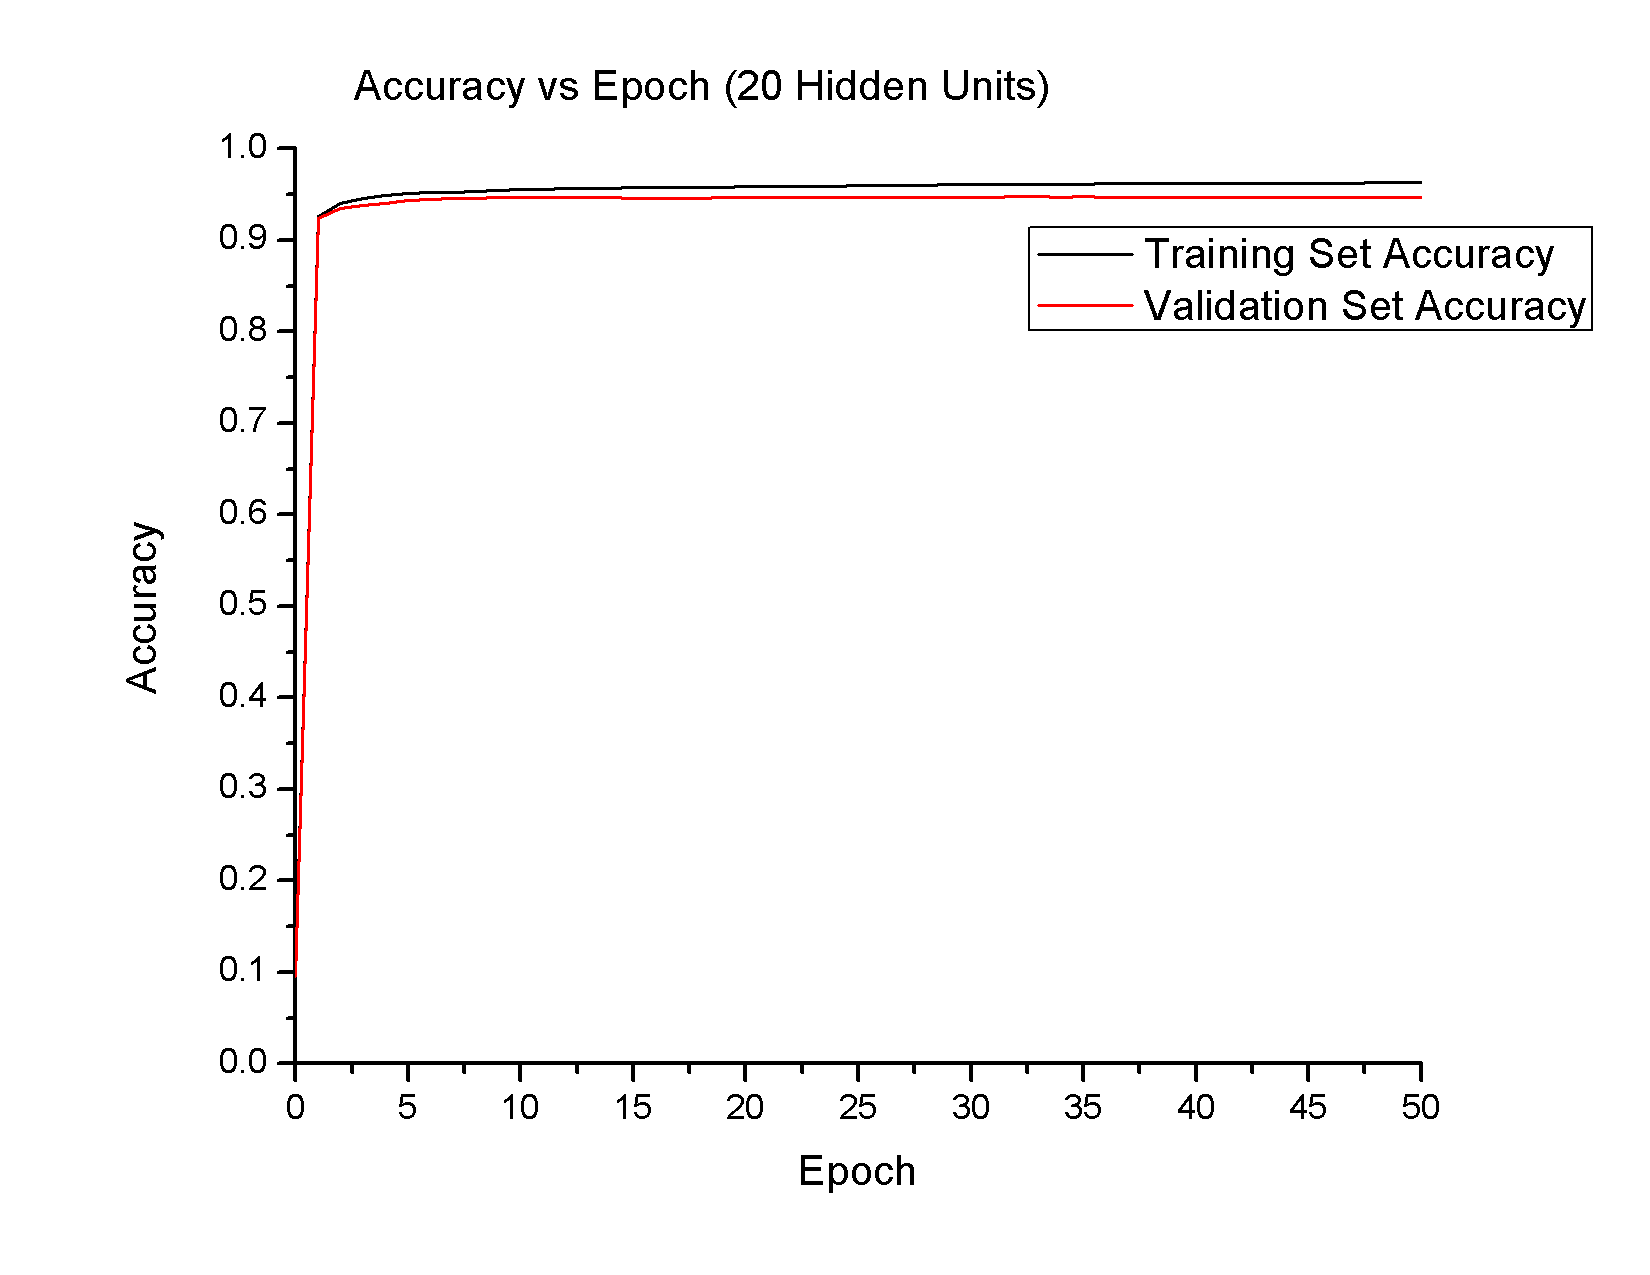 Accuracy vs Epoch (20 Hidden Units)
1.0
0.9
0.8
0.7
0.6
0.5
0.4
0.3
0.2
0.1
0.0
Accuracy
Training Set Accuracy
Validation Set Accuracy
0 5 10 15 20 25 30 35 40 45 50
Epoch